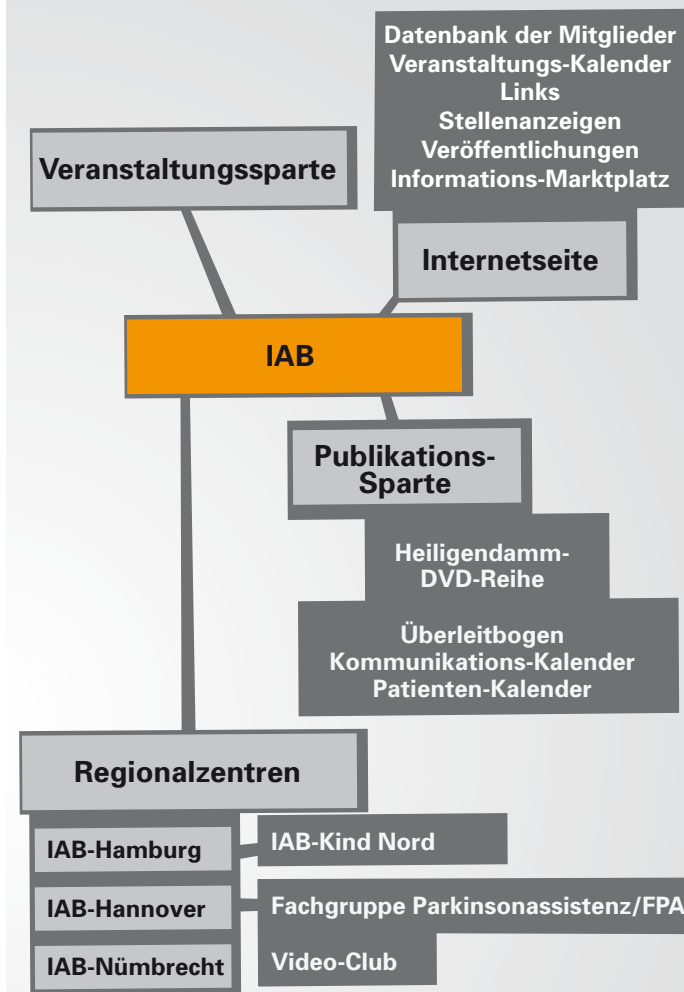 Datenbank der Mitglieder
Veranstaltungs-Kalender
Links
Stellenanzeigen
Veröffentlichungen
Informations-Marktplatz
Veranstaltungssparte
Internetseite
IAB
Publikations-
Sparte
Heiligendamm-
DVD-Reihe
Überleitbogen
Kommunikations-Kalender
Patienten-Kalender
Regionalzentren
IAB-Hamburg
IAB-Kind Nord
IAB-Hannover
Fachgruppe Parkinsonassistenz/FPA
IAB-Nümbrecht
Video-Club